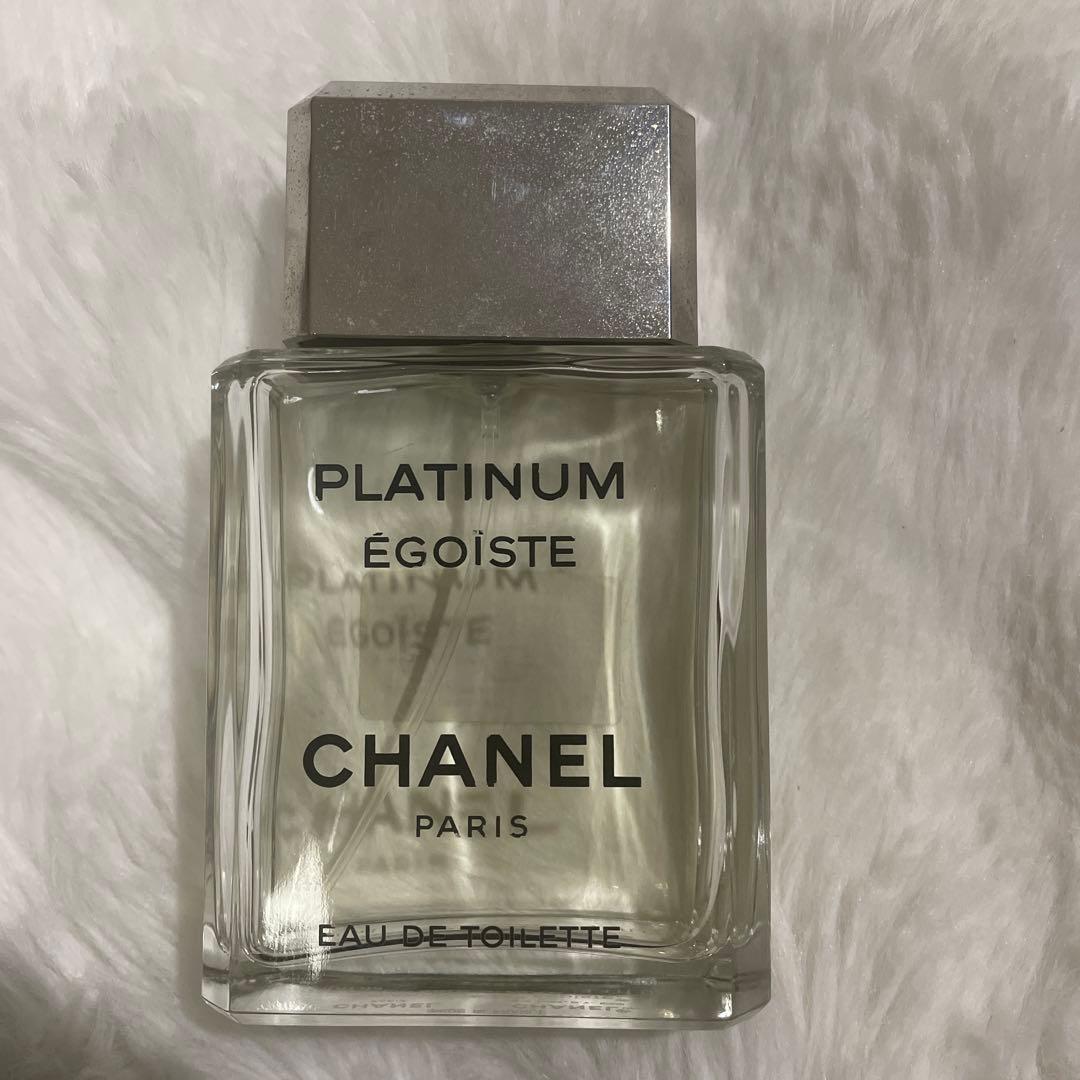 PLATINUM
ÉGOÏSTE
CHANEL
PARIS
EAU DE TOILETTE